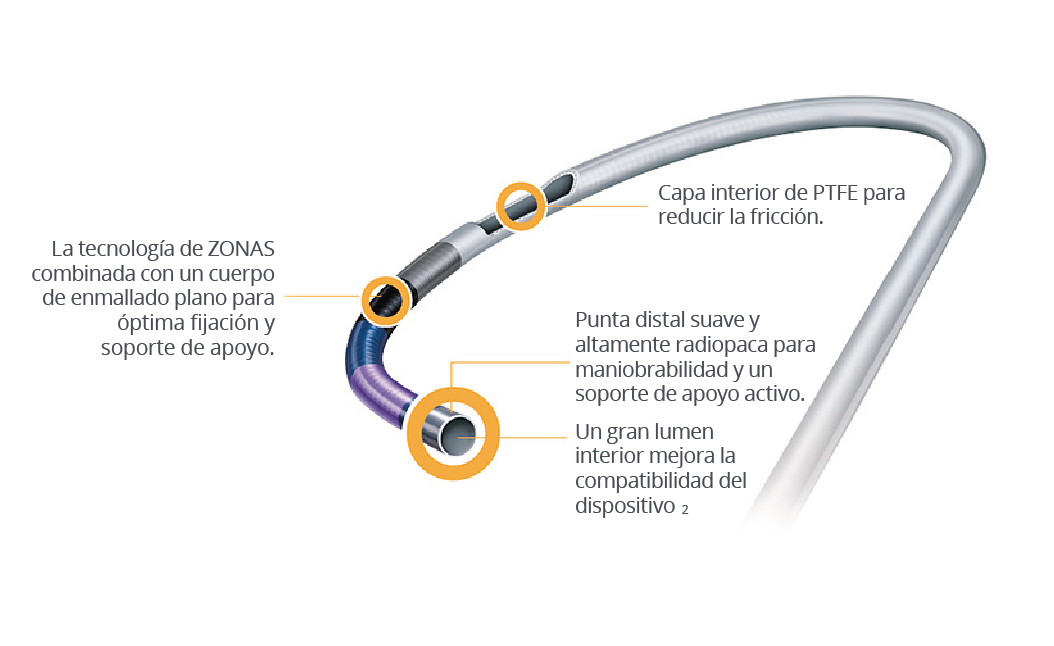 Capa interior de PTFE para
reducir la fricción.
La tecnología de ZONAS
combinada con un cuerpo
de enmallado plano para
óptima fijación y
soporte de apoyo.
Punta distal suave y
altamente radiopaca para
maniobrabilidad y un
soporte de apoyo activo.
Un gran lumen
interior mejora la
compatibilidad del
dispositivo 2